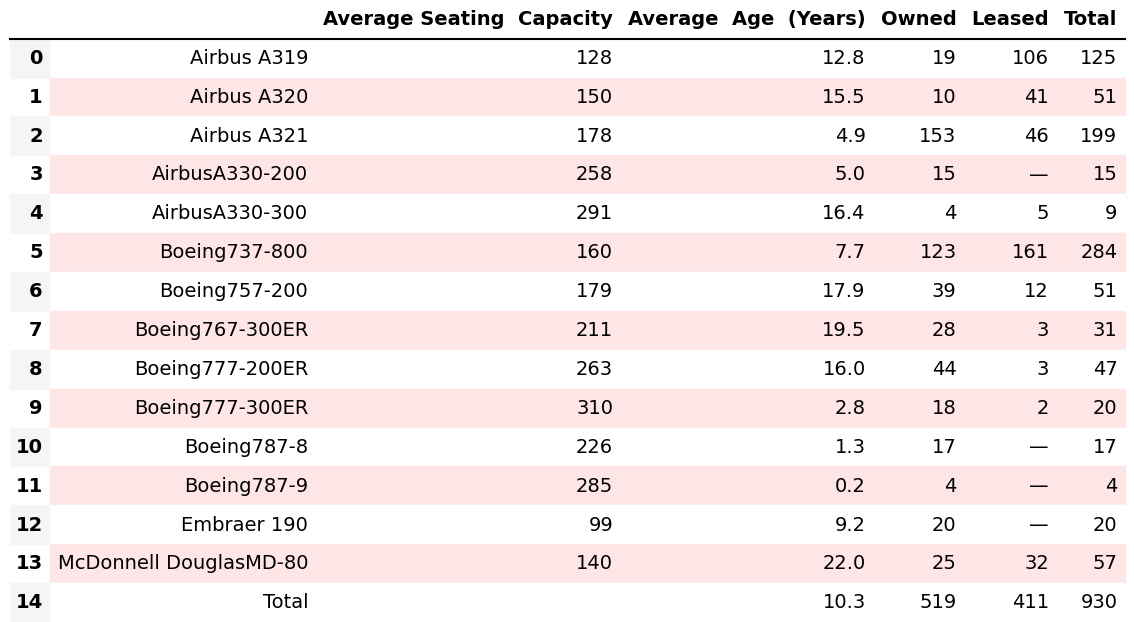 Average Seating Capacity Average Age (Years) Owned Leased Total
0 Airbus A319 128 12.8 19 106 125
1 Airbus A320 150 15.5 10 41 51
2 Airbus A321 178 4.9 153 46 199
3 AirbusA330-200 258 5.0 15 — 15
4 AirbusA330-300 291 16.4 4 5 9
5 Boeing737-800 160 7.7 123 161 284
6 Boeing757-200 179 17.9 39 12 51
7 Boeing767-300ER 211 19.5 28 3 31
8 Boeing777-200ER 263 16.0 44 3 47
9 Boeing777-300ER 310 2.8 18 2 20
10 Boeing787-8 226 1.3 17 — 17
11 Boeing787-9 285 0.2 4 — 4
12 Embraer 190 99 9.2 20 — 20
13 McDonnell DouglasMD-80 140 22.0 25 32 57
14 Total 10.3 519 411 930